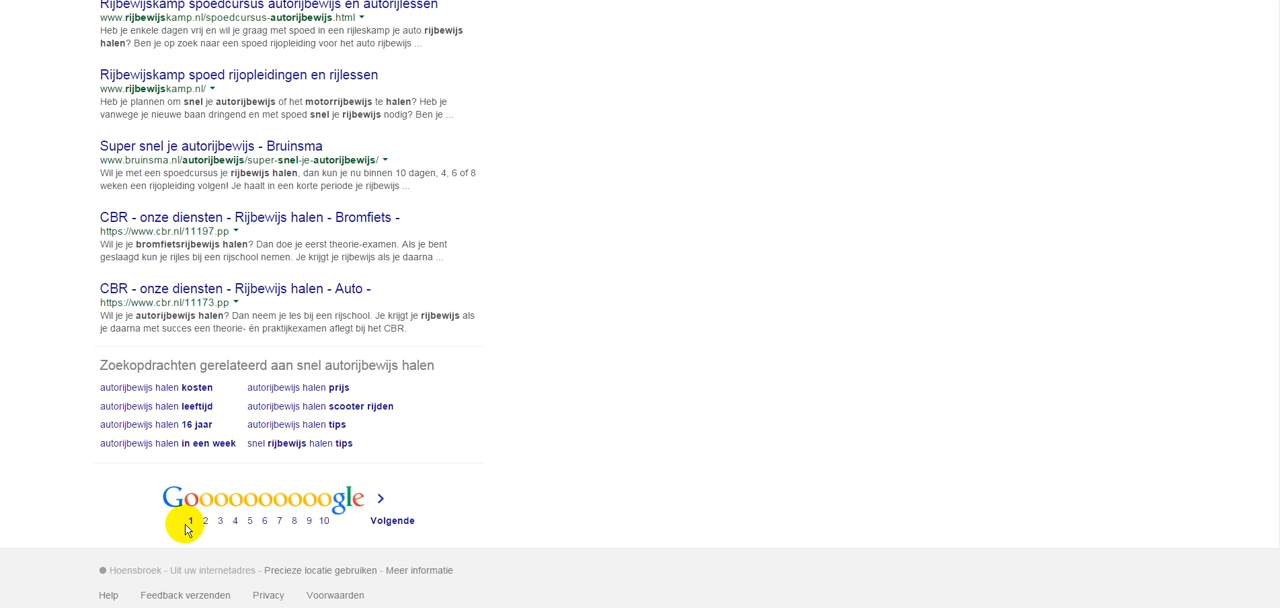 Rijbewijskamp spoedcursus autorijbewijs en autorijlessen
www.rijbewijskamp.nl/spoedcursus-autorijbewijs.html
Heb je enkele dagen vrij en wil je graag met spoed in een rijleskamp je auto rijbewijs
halen? Ben je op zoek naar een spoed rijopleiding voor het auto rijbewijs ...
Rijbewijskamp spoed rijopleidingen en rijlessen
www.rijbewijskamp.nl/
Heb je plannen om snel je autorijbewijs of het motorrijbewijs te halen? Heb je
vanwege je nieuwe baan dringend en met spoed snel je rijbewijs nodig? Ben je ...
Super snel je autorijbewijs - Bruinsma
www.bruinsma.nl/autorijbewijs/super-snel-je-autorijbewijs/
Wil je met een spoedcursus je rijbewijs halen, dan kun je nu binnen 10 dagen, 4, 6 of 8
weken een rijopleiding volgen! Je haalt in een korte periode je rijbewijs ...
CBR - onze diensten - Rijbewijs halen - Bromfiets -
https://www.cbr.nl/11197.pp
Wil je je bromfietsrijbewijs halen? Dan doe je eerst theorie-examen. Als je bent
geslaagd kun je rijles bij een rijschool nemen. Je krijgt je rijbewijs als je daarna ...
CBR - onze diensten - Rijbewijs halen - Auto -
https://www.cbr.nl/11173.pp
Wil je je autorijbewijs halen? Dan neem je les bij een rijschool. Je krijgt je rijbewijs als
je daarna met succes een theorie- én praktijkexamen aflegt bij het CBR.
Zoekopdrachten gerelateerd aan snel autorijbewijs halen
autorijbewijs halen kosten autorijbewijs halen prijs
autorijbewijs halen leeftijd autorijbewijs halen scooter rijden
autorijbewijs halen 16 jaar autorijbewijs halen tips
autorijbewijs halen in een week snel rijbewijs halen tips
Goooooooooogle >
1 2 3 4 5 6 7 8 9 10 Volgende
Hoensbroek - Uit uw internetadres - Precieze locatie gebruiken - Meer informatie
Help Feedback verzenden Privacy Voorwaarden